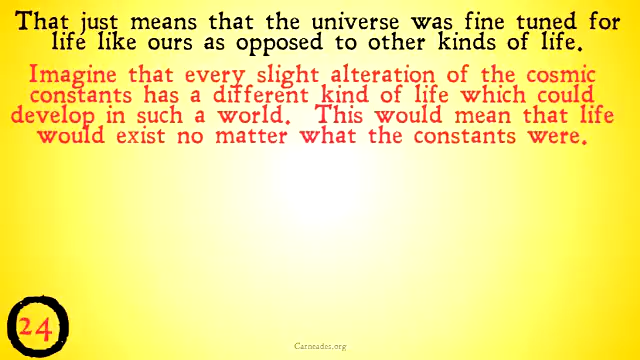 That just means that the universe was fine tuned for
life like ours as opposed to other kinds of life.
Imagine that every slight alteration of the cosmic
constants has a different kind of life which could
develop in such a world.  This would mean that life
would exist no matter what the constants were.
24
Carneades.org